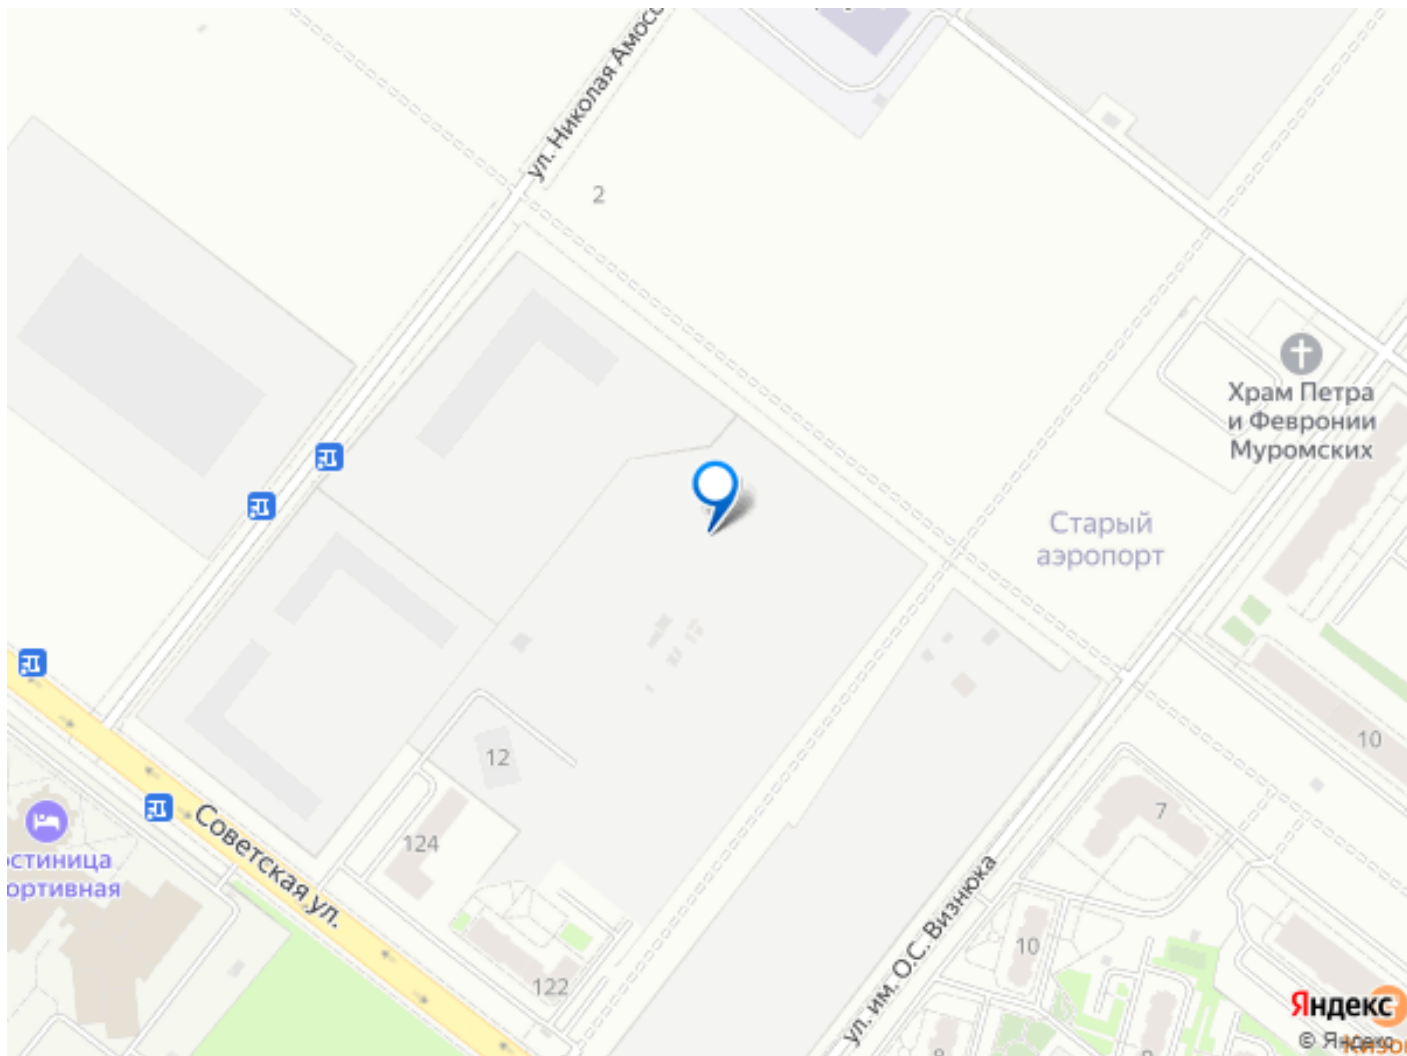 ул. Николая Амосо
2
Храм Петра
и Февронии
Муромских
Старый
аэропорт
12
10
7
124
Советская ул.
остиница
ортивная
ул. им. О.С. Визнюка
10
122
Яндекс
© Яндекс